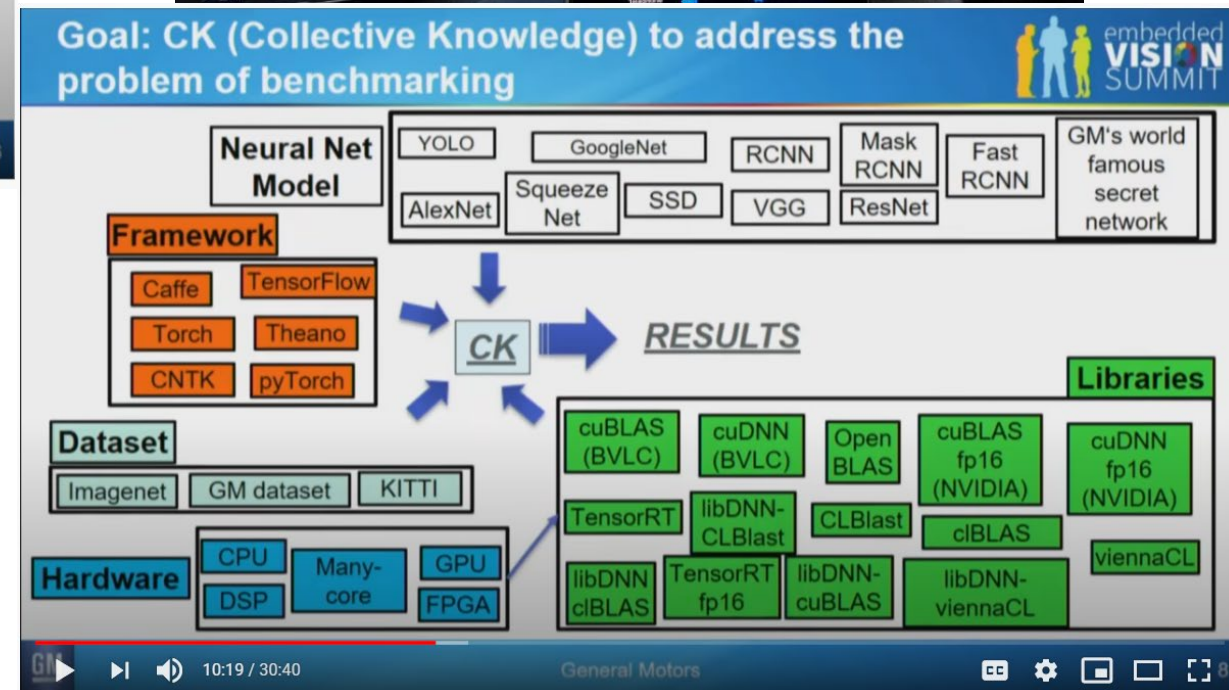 Goal: CK (Collective Knowledge) to address the
problem of benchmarking
embedded
VISION
SUMMIT
Neural Net
Model
YOLO
GoogleNet
RCNN
Mask
RCNN
Fast
RCNN
GM's world
famous
secret
network
AlexNet
Squeeze
Net
SSD
VGG
ResNet
Framework
Caffe
TensorFlow
Torch
Theano
CNTK
pyTorch
CK
RESULTS
Libraries
cuBLAS
(BVLC)
cuDNN
(BVLC)
Open
BLAS
cuBLAS
fp16
(NVIDIA)
cuDNN
fp16
(NVIDIA)
TensorRT
libDNN-
CLBlast
CLBlast
clBLAS
viennaCL
libDNN
clBLAS
TensorRT
fp16
libDNN-
cuBLAS
libDNN-
viennaCL
Dataset
Imagenet
GM dataset
KITTI
Hardware
CPU
Many-
core
GPU
DSP
FPGA
GM
10:19 / 30:40
General Motors
CC
8